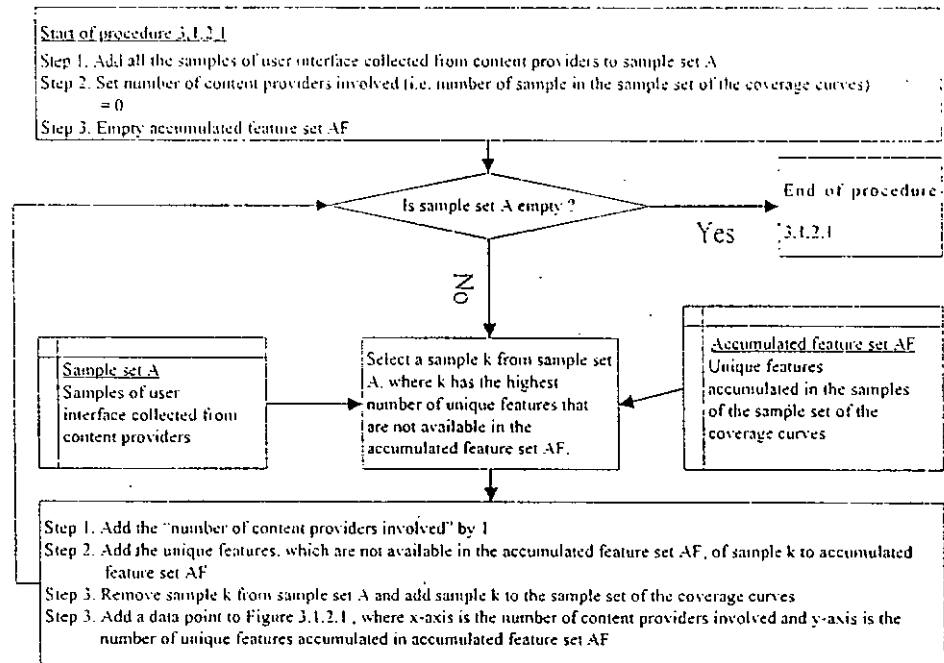 Start of procedure 3.1.2.1
Step 1. Add all the samples of user interface collected from content providers to sample set A
Step 2. Set number of content providers involved (i.e. number of sample in the sample set of the coverage curves)
= 0
Step 3. Empty accumulated feature set AF
Is sample set A empty ?
End of procedure
3.1.2.1
Yes
No
Sample set A
Samples of user
interface collected from
content providers
Select a sample k from sample set
A, where k has the highest
number of unique features that
are not available in the
accumulated feature set AF.
Accumulated feature set AF
Unique features
accumulated in the samples
of the sample set of the
coverage curves
Step 1. Add the "number of content providers involved" by 1
Step 2. Add the unique features, which are not available in the accumulated feature set AF, of sample k to accumulated
feature set AF
Step 3. Remove sample k from sample set A and add sample k to the sample set of the coverage curves
Step 3. Add a data point to Figure 3.1.2.1 , where x-axis is the number of content providers involved and y-axis is the
number of unique features accumulated in accumulated feature set AF